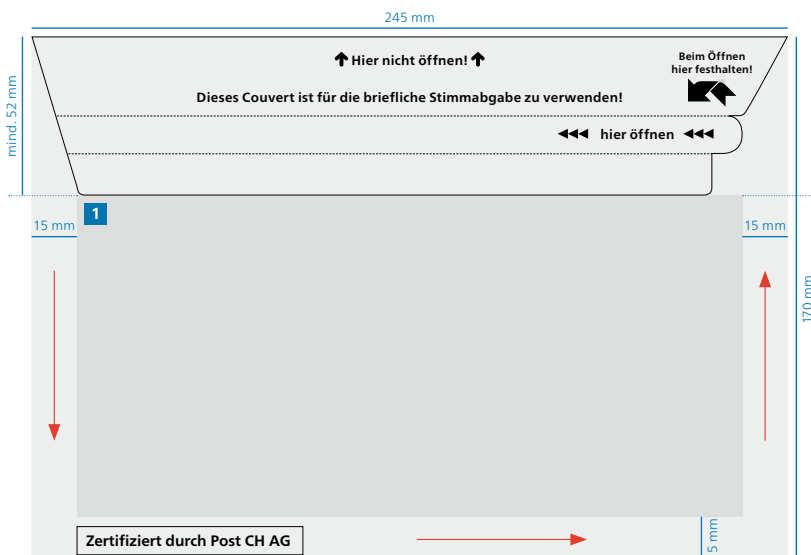 245 mm
Hier nicht öffnen!
Beim Öffnen
hier festhalten!
mind. 52 mm
Dieses Couvert ist für die briefliche Stimmabgabe zu verwenden!
hier öffnen
1
15 mm
15 mm
170 mm
Zertifiziert durch Post CH AG
5 mm